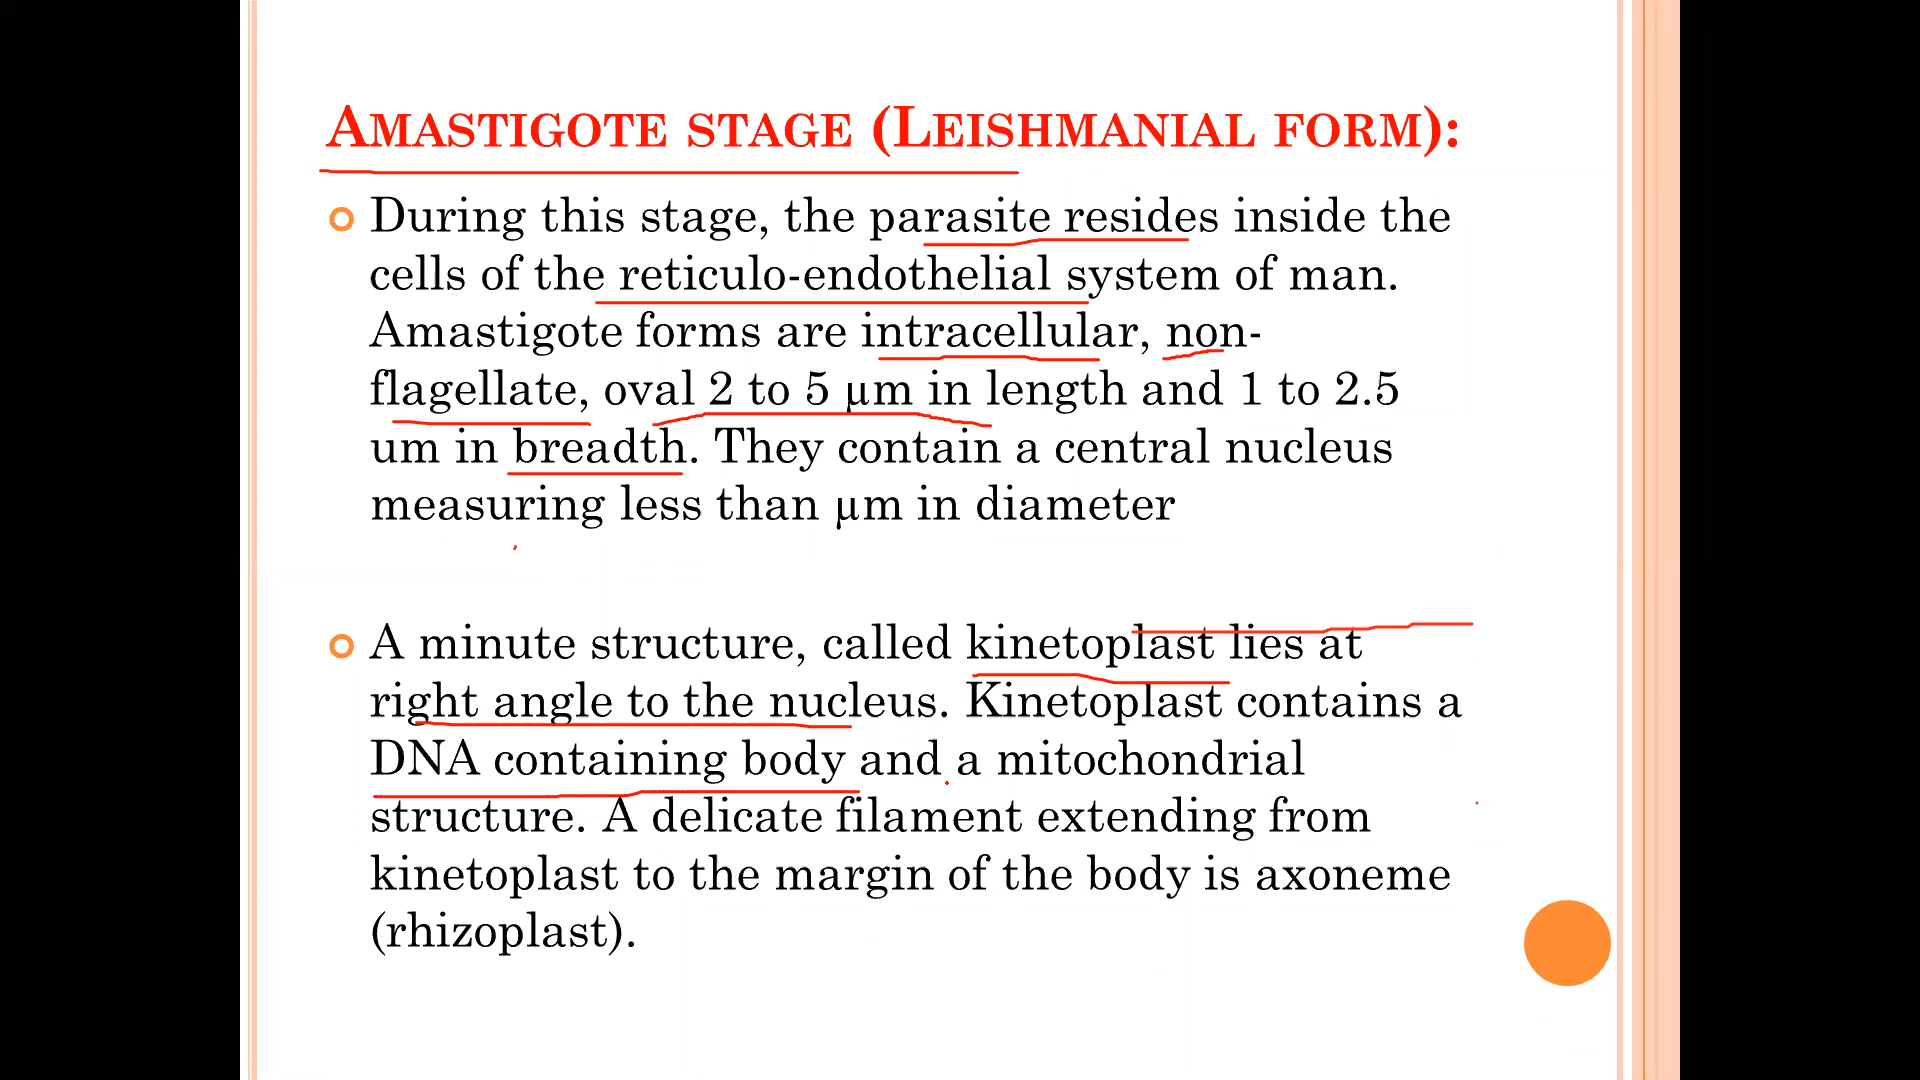 AMASTIGOTE STAGE (LEISHMANIAL FORM):
During this stage, the parasite resides inside the
cells of the reticulo-endothelial system of man.
Amastigote forms are intracellular, non-
flagellate, oval 2 to 5 µm in length and 1 to 2.5
um in breadth. They contain a central nucleus
measuring less than µm in diameter
A minute structure, called kinetoplast lies at
right angle to the nucleus. Kinetoplast contains a
DNA containing body and a mitochondrial
structure. A delicate filament extending from
kinetoplast to the margin of the body is axoneme
(rhizoplast).